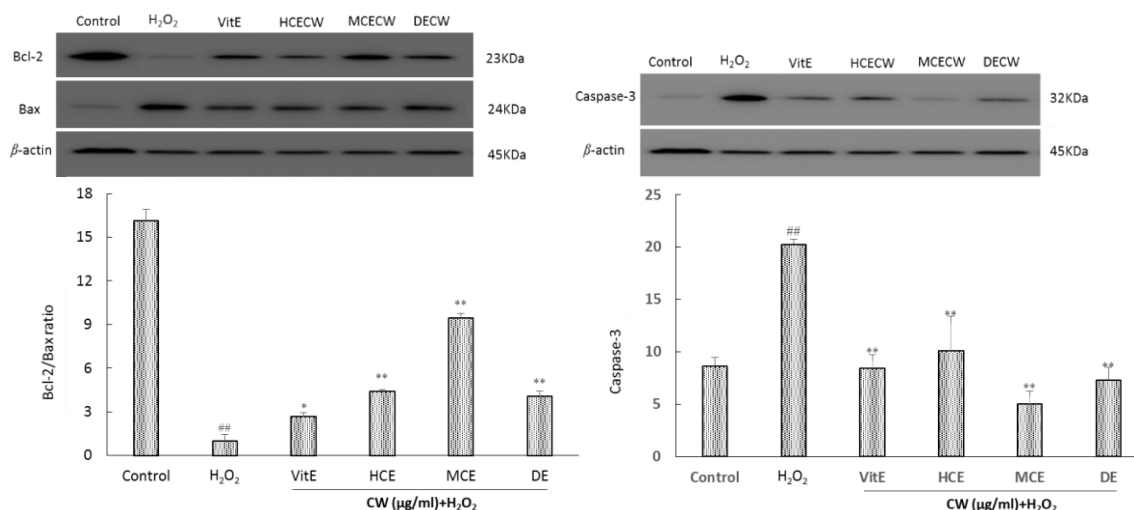 Control H₂O₂ VitE HCECW MCECW DECW
Bcl-2 23KDa
Bax 24KDa
β-actin 45KDa
18
15
12
9
6
3
0
Bcl-2/Bax ratio
##
*
**
**
**
Control H₂O₂ VitE HCE MCE DE
CW (µg/ml)+H₂O₂
Control H₂O₂ VitE HCECW MCECW DECW
Caspase-3 32KDa
β-actin 45KDa
25
20
15
10
5
0
Caspase-3
##
**
**
**
**
Control H₂O₂ VitE HCE MCE DE
CW (µg/ml)+H₂O₂